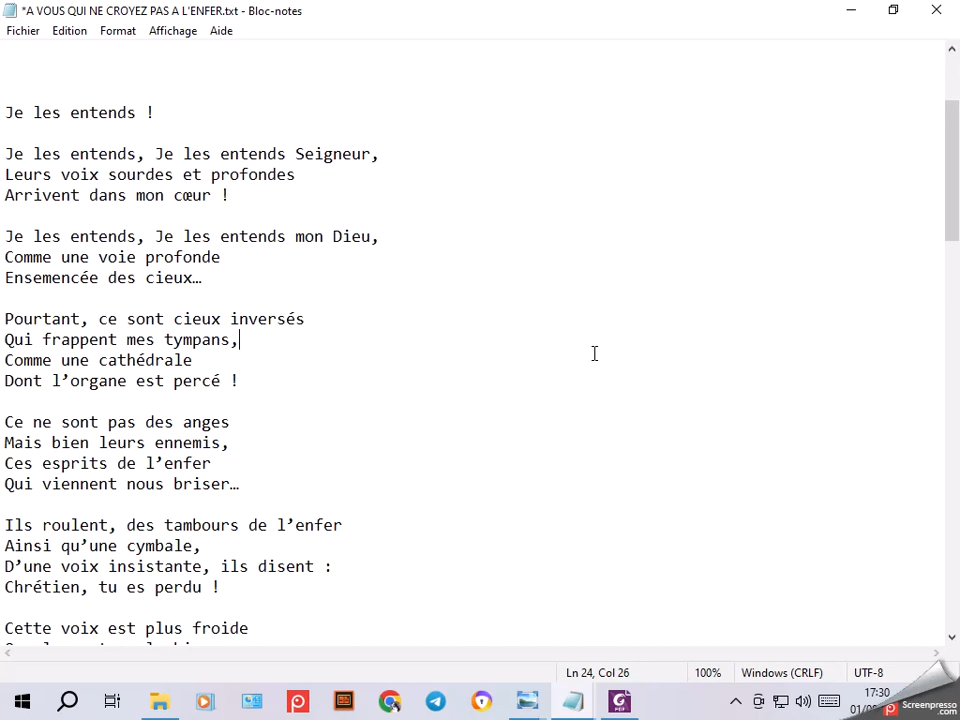 *A VOUS QUI NE CROYEZ PAS A L'ENFER.txt - Bloc-notes
Fichier Edition Format Affichage Aide
Je les entends !
Je les entends, Je les entends Seigneur,
Leurs voix sourdes et profondes
Arrivent dans mon cœur !
Je les entends, Je les entends mon Dieu,
Comme une voie profonde
Ensemencée des cieux…
Pourtant, ce sont cieux inversés
Qui frappent mes tympans,
Comme une cathédrale
Dont l’organe est percé !
Ce ne sont pas des anges
Mais bien leurs ennemis,
Ces esprits de l’enfer
Qui viennent nous briser…
Ils roulent, des tambours de l’enfer
Ainsi qu’une cymbale,
D’une voix insistante, ils disent :
Chrétien, tu es perdu !
Cette voix est plus froide
Ln 24, Col 26 100% Windows (CRLF) UTF-8
17:30
Screenpresso
.com